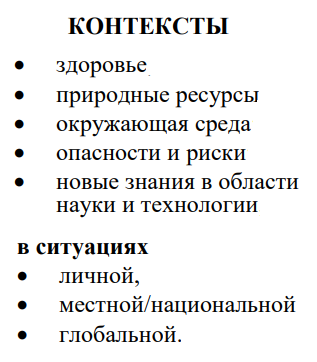 КОНТЕКСТЫ
• здоровье
• природные ресурсы
• окружающая среда
• опасности и риски
• новые знания в области
науки и технологии
в ситуациях
• личной,
• местной/национальной
• глобальной.